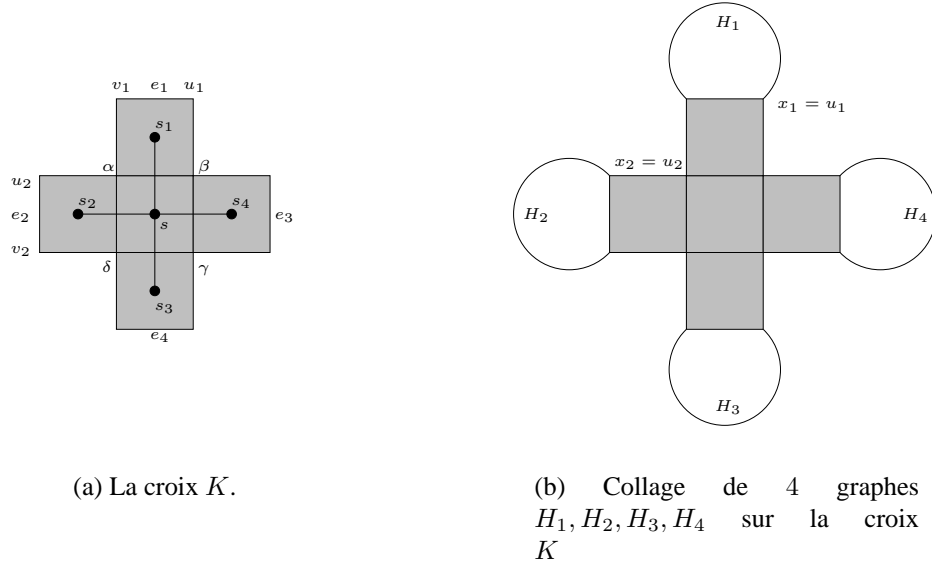 v₁ e₁ u₁
s₁
α β
u₂
s₂ s₄
e₂ s e₃
v₂
δ γ
s₃
e₄
(a) La croix K.
H₁
x₁ = u₁
x₂ = u₂
H₂ H₄
H₃
(b) Collage de 4 graphes
H₁, H₂, H₃, H₄ sur la croix
K